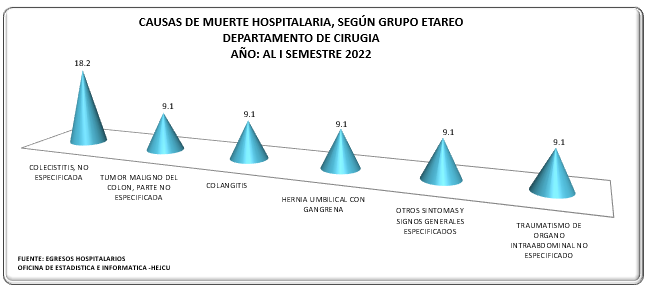 CAUSAS DE MUERTE HOSPITALARIA, SEGÚN GRUPO ETAREO
DEPARTAMENTO DE CIRUGIA
AÑO: AL I SEMESTRE 2022
18.2
9.1
9.1
9.1
9.1
9.1
COLECISTITIS, NO
ESPECIFICADA
TUMOR MALIGNO DEL
COLON, PARTE NO
ESPECIFICADA
COLANGITIS
HERNIA UMBILICAL CON
GANGRENA
OTROS SINTOMAS Y
SIGNOS GENERALES
ESPECIFICADOS
TRAUMATISMO DE
ORGANO
INTRAABDOMINAL NO
ESPECIFICADO
FUENTE: EGRESOS HOSPITALARIOS
OFICINA DE ESTADISTICA E INFORMATICA -HEJCU